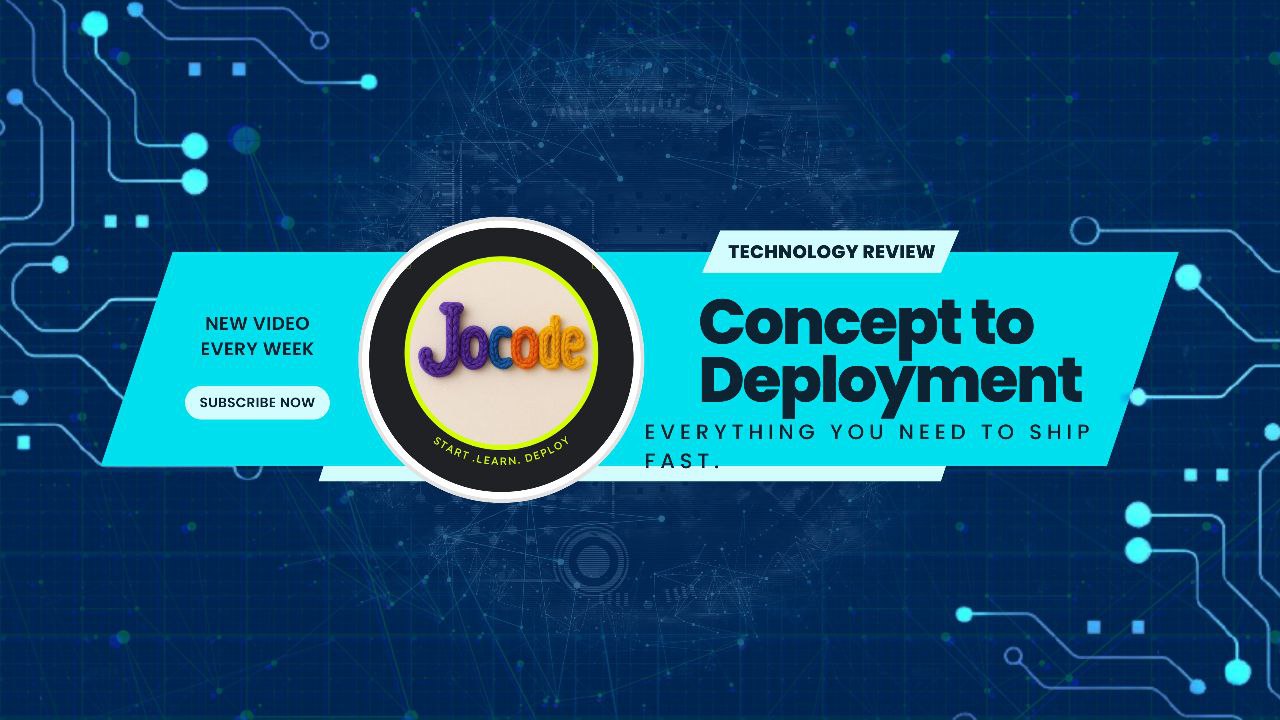 NEW VIDEO
EVERY WEEK
SUBSCRIBE NOW
Jocode
START .LEARN. DEPLOY
TECHNOLOGY REVIEW
Concept to
Deployment
EVERYTHING YOU NEED TO SHIP
FAST.